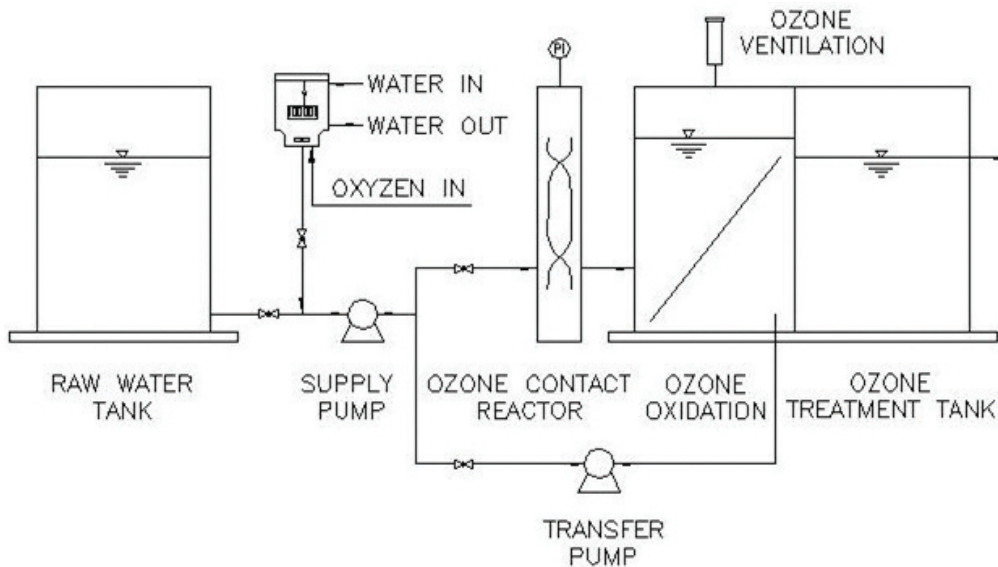 OZONE
VENTILATION
PI
WATER IN
WATER OUT
OXYZEN IN
RAW WATER
TANK
SUPPLY
PUMP
OZONE CONTACT
REACTOR
OZONE
OXIDATION
OZONE
TREATMENT TANK
TRANSFER
PUMP